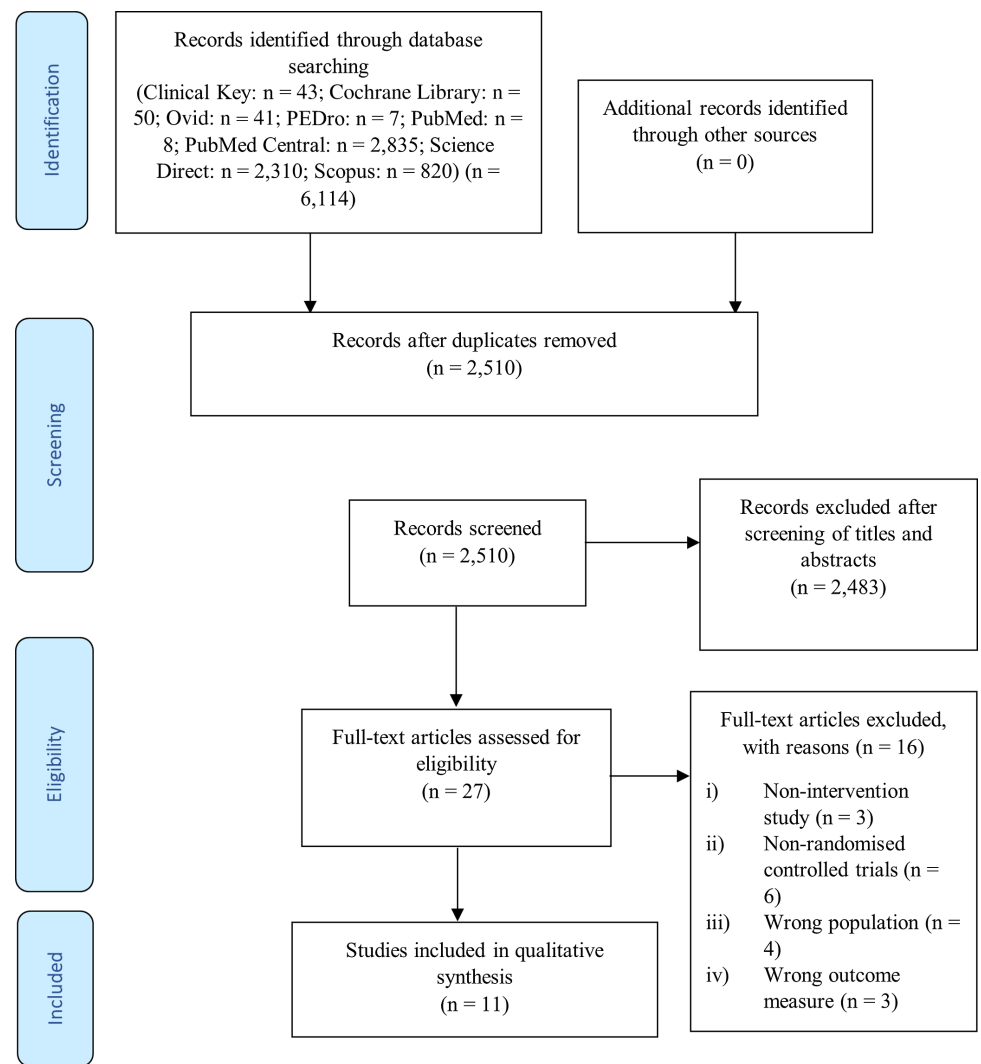 Identification
Records identified through database
searching
(Clinical Key: n = 43; Cochrane Library: n =
50; Ovid: n = 41; PEDro: n = 7; PubMed: n =
8; PubMed Central: n = 2,835; Science
Direct: n = 2,310; Scopus: n = 820) (n =
6,114)
Additional records identified
through other sources
(n = 0)
Screening
Records after duplicates removed
(n = 2,510)
Records screened
(n = 2,510)
Records excluded after
screening of titles and
abstracts
(n = 2,483)
Eligibility
Full-text articles assessed for
eligibility
(n = 27)
Full-text articles excluded,
with reasons (n = 16)
i) Non-intervention
study (n = 3)
ii) Non-randomised
controlled trials (n =
6)
iii) Wrong population (n =
4)
iv) Wrong outcome
measure (n = 3)
Included
Studies included in qualitative
synthesis
(n = 11)